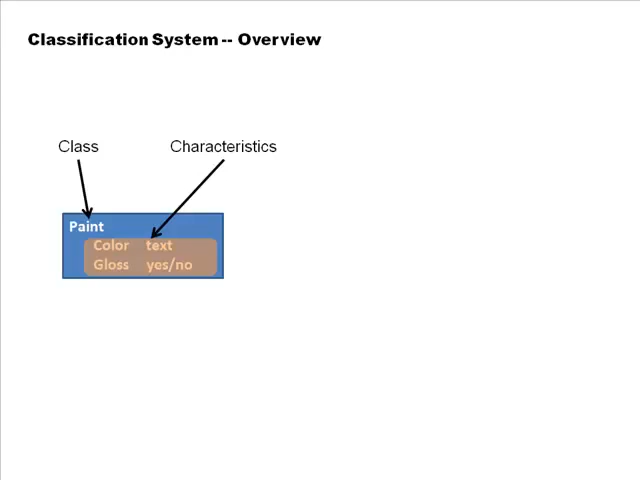 Classification System -- Overview
Class Characteristics
Paint
Color text
Gloss yes/no